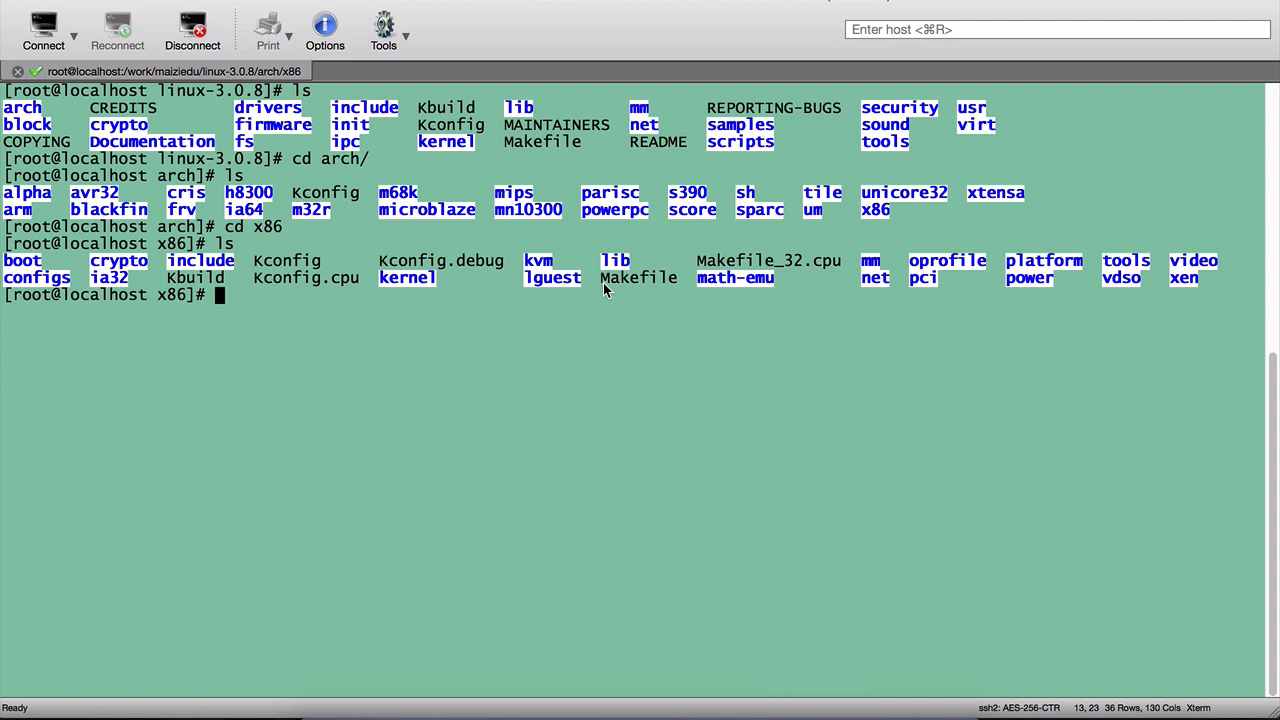 Connect Reconnect Disconnect Print Options Tools Enter host <⌘R>
root@localhost:/work/maiziedu/linux-3.0.8/arch/x86
[root@localhost linux-3.0.8]# ls
arch CREDITS drivers include Kbuild lib mm REPORTING-BUGS security usr
block crypto firmware init Kconfig MAINTAINERS net samples sound virt
COPYING Documentation fs ipc kernel Makefile README scripts tools
[root@localhost linux-3.0.8]# cd arch/
[root@localhost arch]# ls
alpha avr32 cris h8300 Kconfig m68k mips parisc s390 sh tile unicore32 xtensa
arm blackfin frv ia64 m32r microblaze mn10300 powerpc score sparc um x86
[root@localhost arch]# cd x86
[root@localhost x86]# ls
boot crypto include Kconfig Kconfig.debug kvm lib Makefile_32.cpu mm oprofile platform tools video
configs ia32 Kbuild Kconfig.cpu kernel lguest Makefile math-emu net pci power vdso xen
[root@localhost x86]#
Ready ssh2: AES-256-CTR 13, 23 36 Rows, 130 Cols Xterm